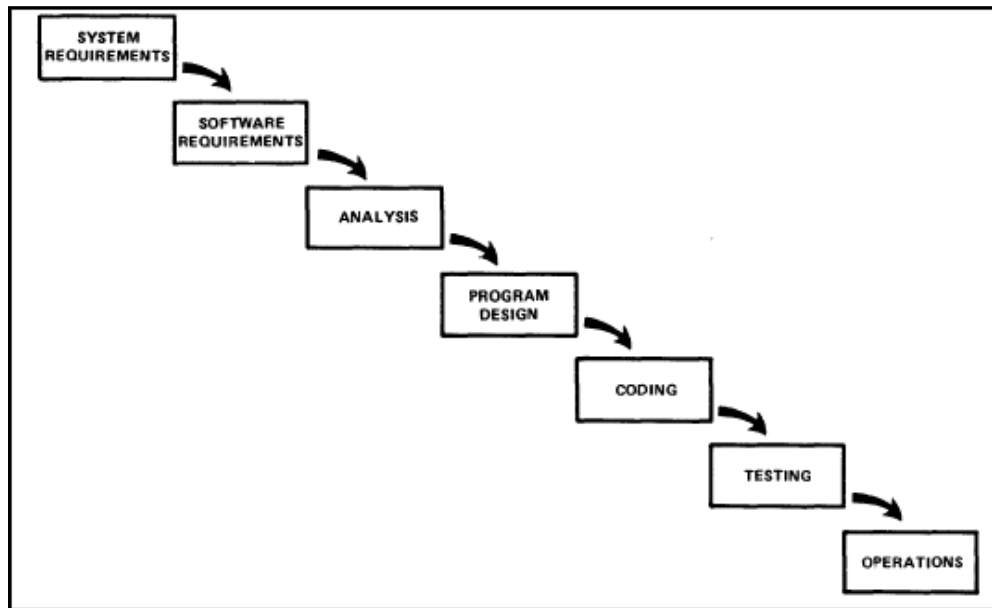 SYSTEM
REQUIREMENTS
SOFTWARE
REQUIREMENTS
ANALYSIS
PROGRAM
DESIGN
CODING
TESTING
OPERATIONS